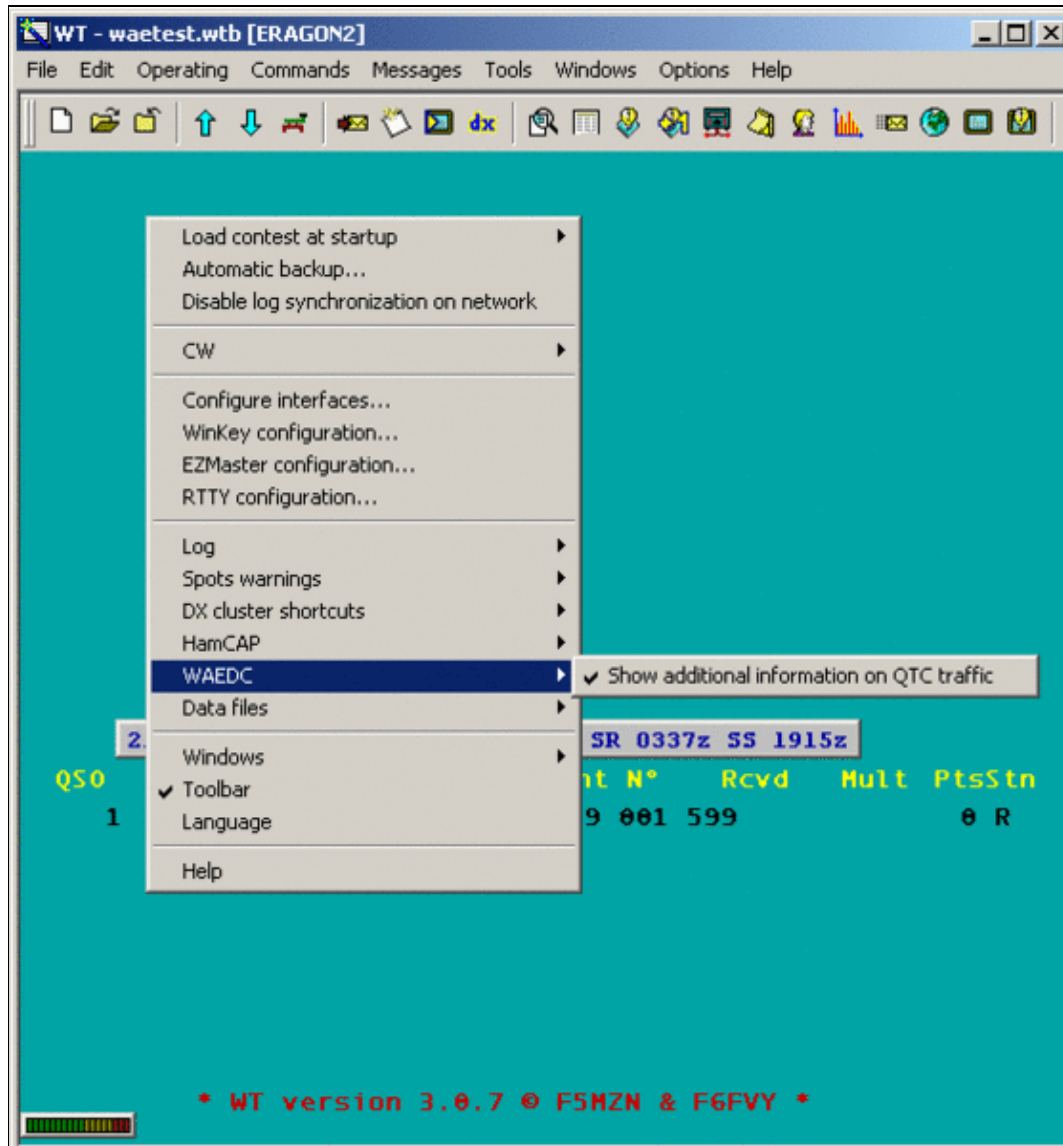 WT - waetest.wtb [ERAGON2]
File Edit Operating Commands Messages Tools Windows Options Help
dx
Load contest at startup
Automatic backup...
Disable log synchronization on network
CW
Configure interfaces...
WinKey configuration...
EZMaster configuration...
RTTY configuration...
Log
Spots warnings
DX cluster shortcuts
HamCAP
WAEDC
Show additional information on QTC traffic
Data files
2 SR 0337z SS 1915z
Windows
QSO nt N° Rcvd Mult PtsStn
Toolbar
1 9 001 599 0 R
Language
Help
* WT version 3.0.7 © F5MZN & F6FVY *